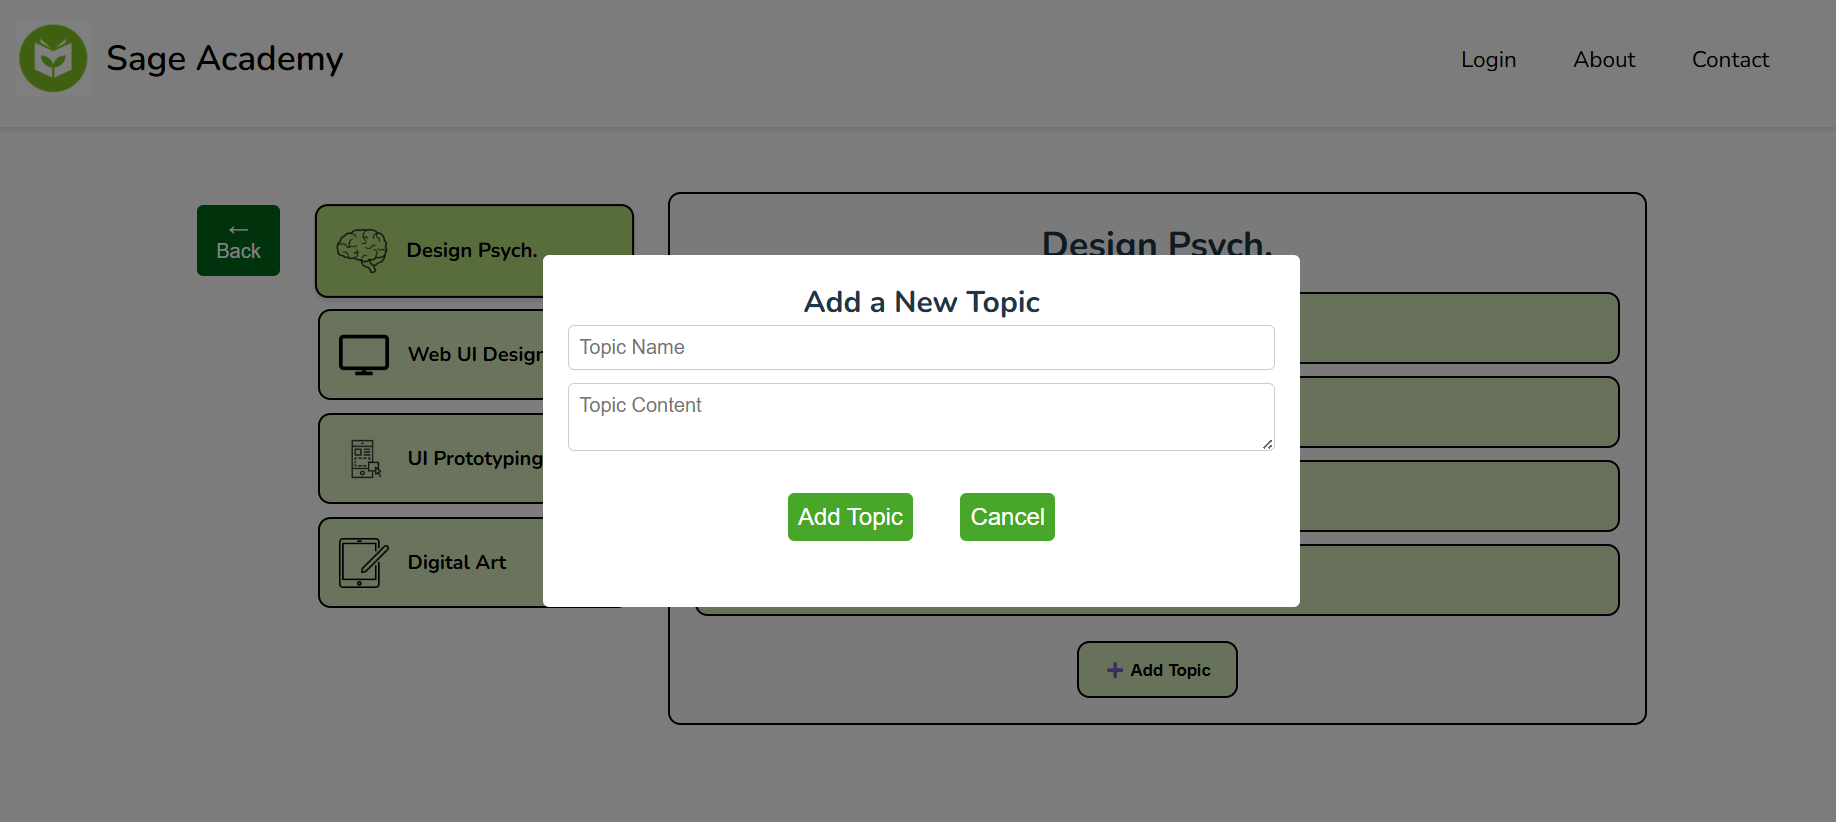 Sage Academy
Login
About
Contact
←
Back
Design Psych.
Web UI Design
UI Prototyping
Digital Art
Design Psych.
Add a New Topic
Topic Name
Topic Content
Add Topic
Cancel
+ Add Topic